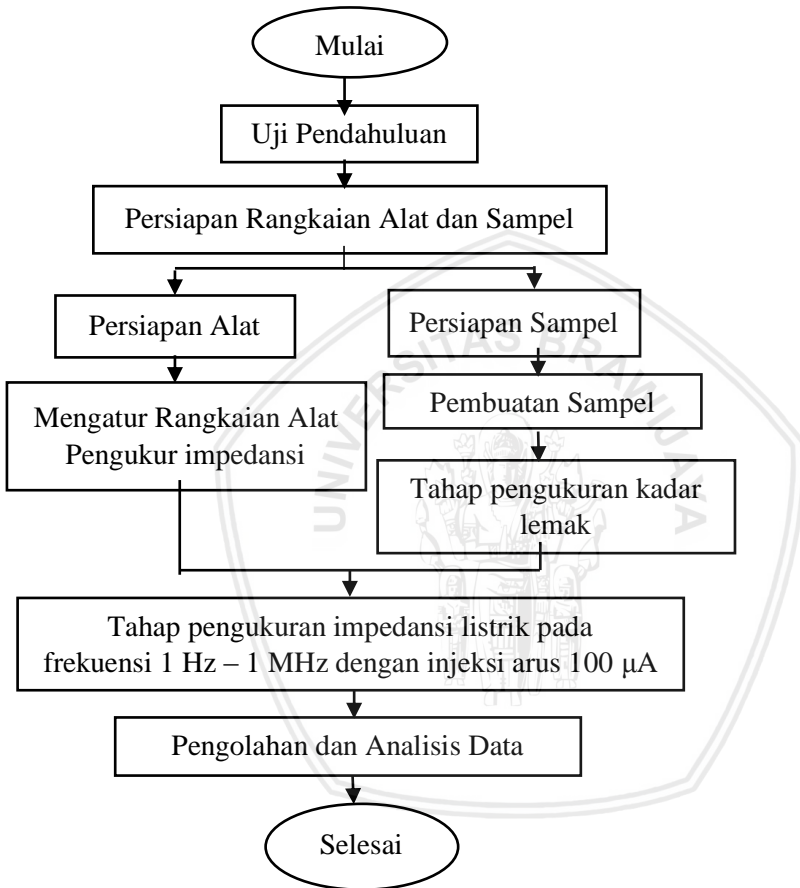 Mulai
Uji Pendahuluan
Persiapan Rangkaian Alat dan Sampel
Persiapan Alat
Persiapan Sampel
Mengatur Rangkaian Alat
Pengukur impedansi
Pembuatan Sampel
Tahap pengukuran kadar
lemak
Tahap pengukuran impedansi listrik pada
frekuensi 1 Hz – 1 MHz dengan injeksi arus 100 μA
Pengolahan dan Analisis Data
Selesai
UNIVERSITAS BRAWIJAYA